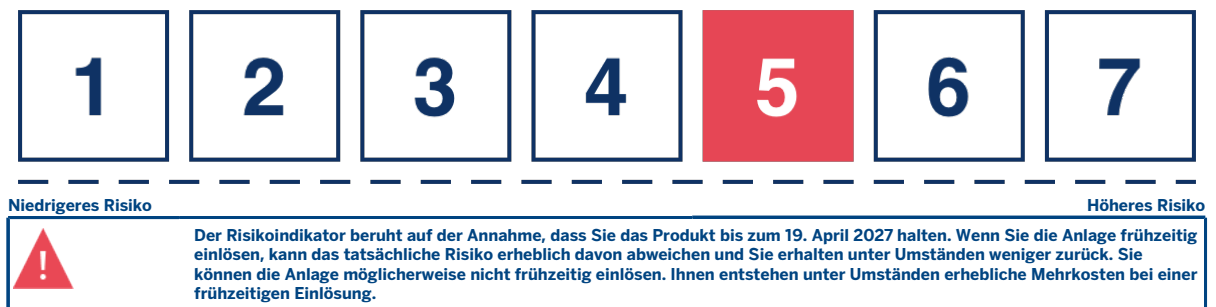 1 2 3 4 5 6 7
Niedrigeres Risiko Höheres Risiko
!
Der Risikoindikator beruht auf der Annahme, dass Sie das Produkt bis zum 19. April 2027 halten. Wenn Sie die Anlage frühzeitig
einlösen, kann das tatsächliche Risiko erheblich davon abweichen und Sie erhalten unter Umständen weniger zurück. Sie
können die Anlage möglicherweise nicht frühzeitig einlösen. Ihnen entstehen unter Umständen erhebliche Mehrkosten bei einer
frühzeitigen Einlösung.